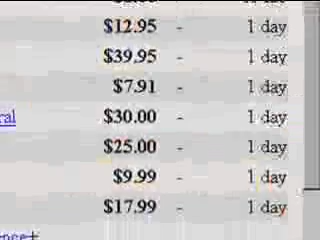 $12.95 - 1 day
$39.95 - 1 day
$7.91 - 1 day
ral $30.00 - 1 day
$25.00 - 1 day
$9.99 - 1 day
$17.99 - 1 day
ence+